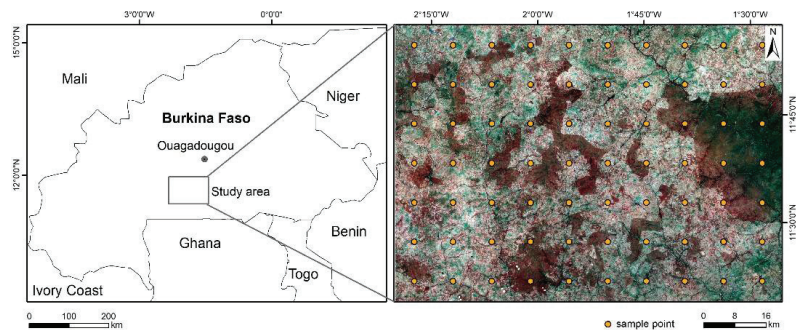 3°0'0"W 0°0'0"
15°0'0"N
12°0'0"N
Mali
Niger
Burkina Faso
Ouagadougou
Study area
Ghana
Benin
Togo
Ivory Coast
0 100 200
km
2°15'0"W 2°0'0"W 1°45'0"W 1°30'0"W
N
11°45'0"N
11°30'0"N
sample point
0 8 16
km